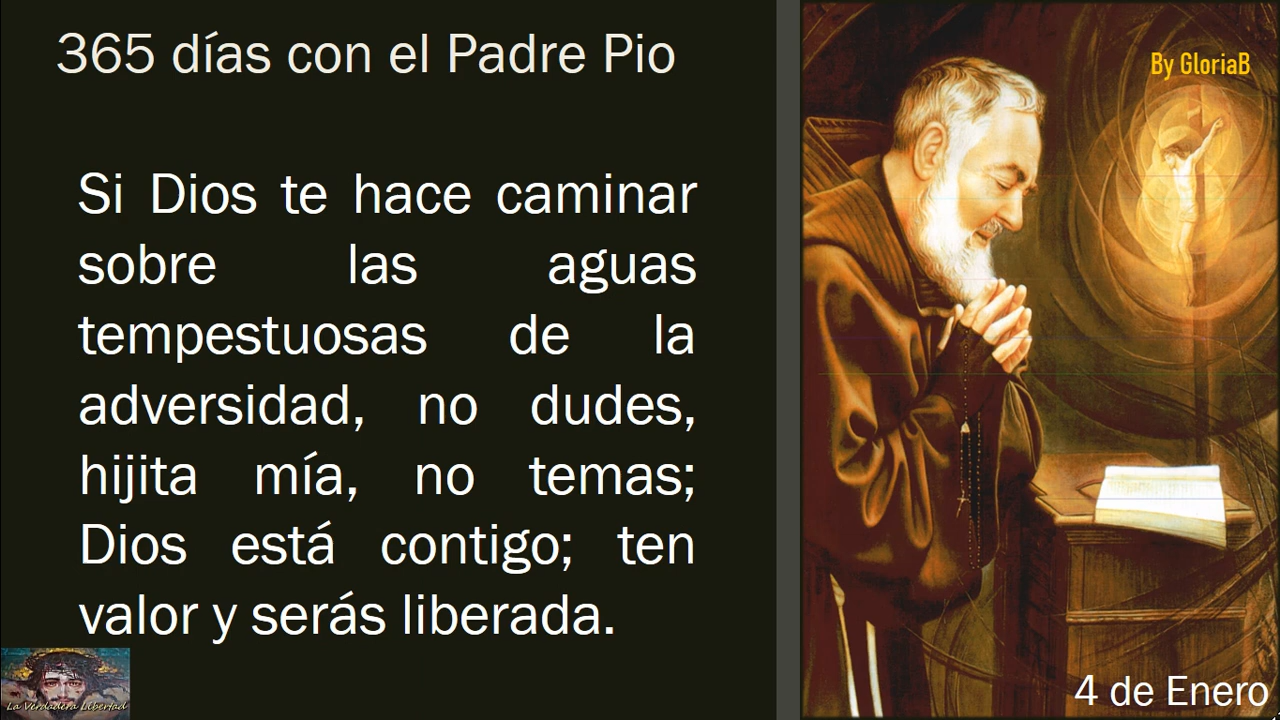 365 días con el Padre Pio
By GloriaB
Si Dios te hace caminar
sobre las aguas
tempestuosas de la
adversidad, no dudes,
hijita mía, no temas;
Dios está contigo; ten
valor y serás liberada.
La Verdadera Libertad
4 de Enero